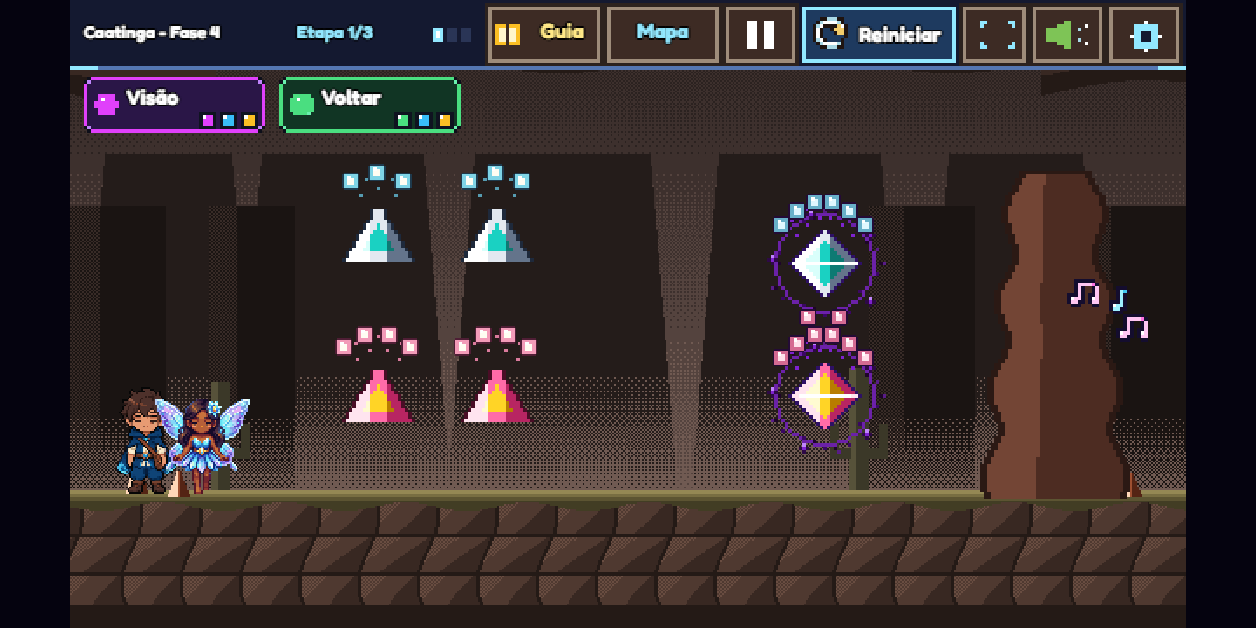 Caatinga - Fase 4
Etapa 1/3
Guia
Mapa
Reiniciar
Visão
Voltar